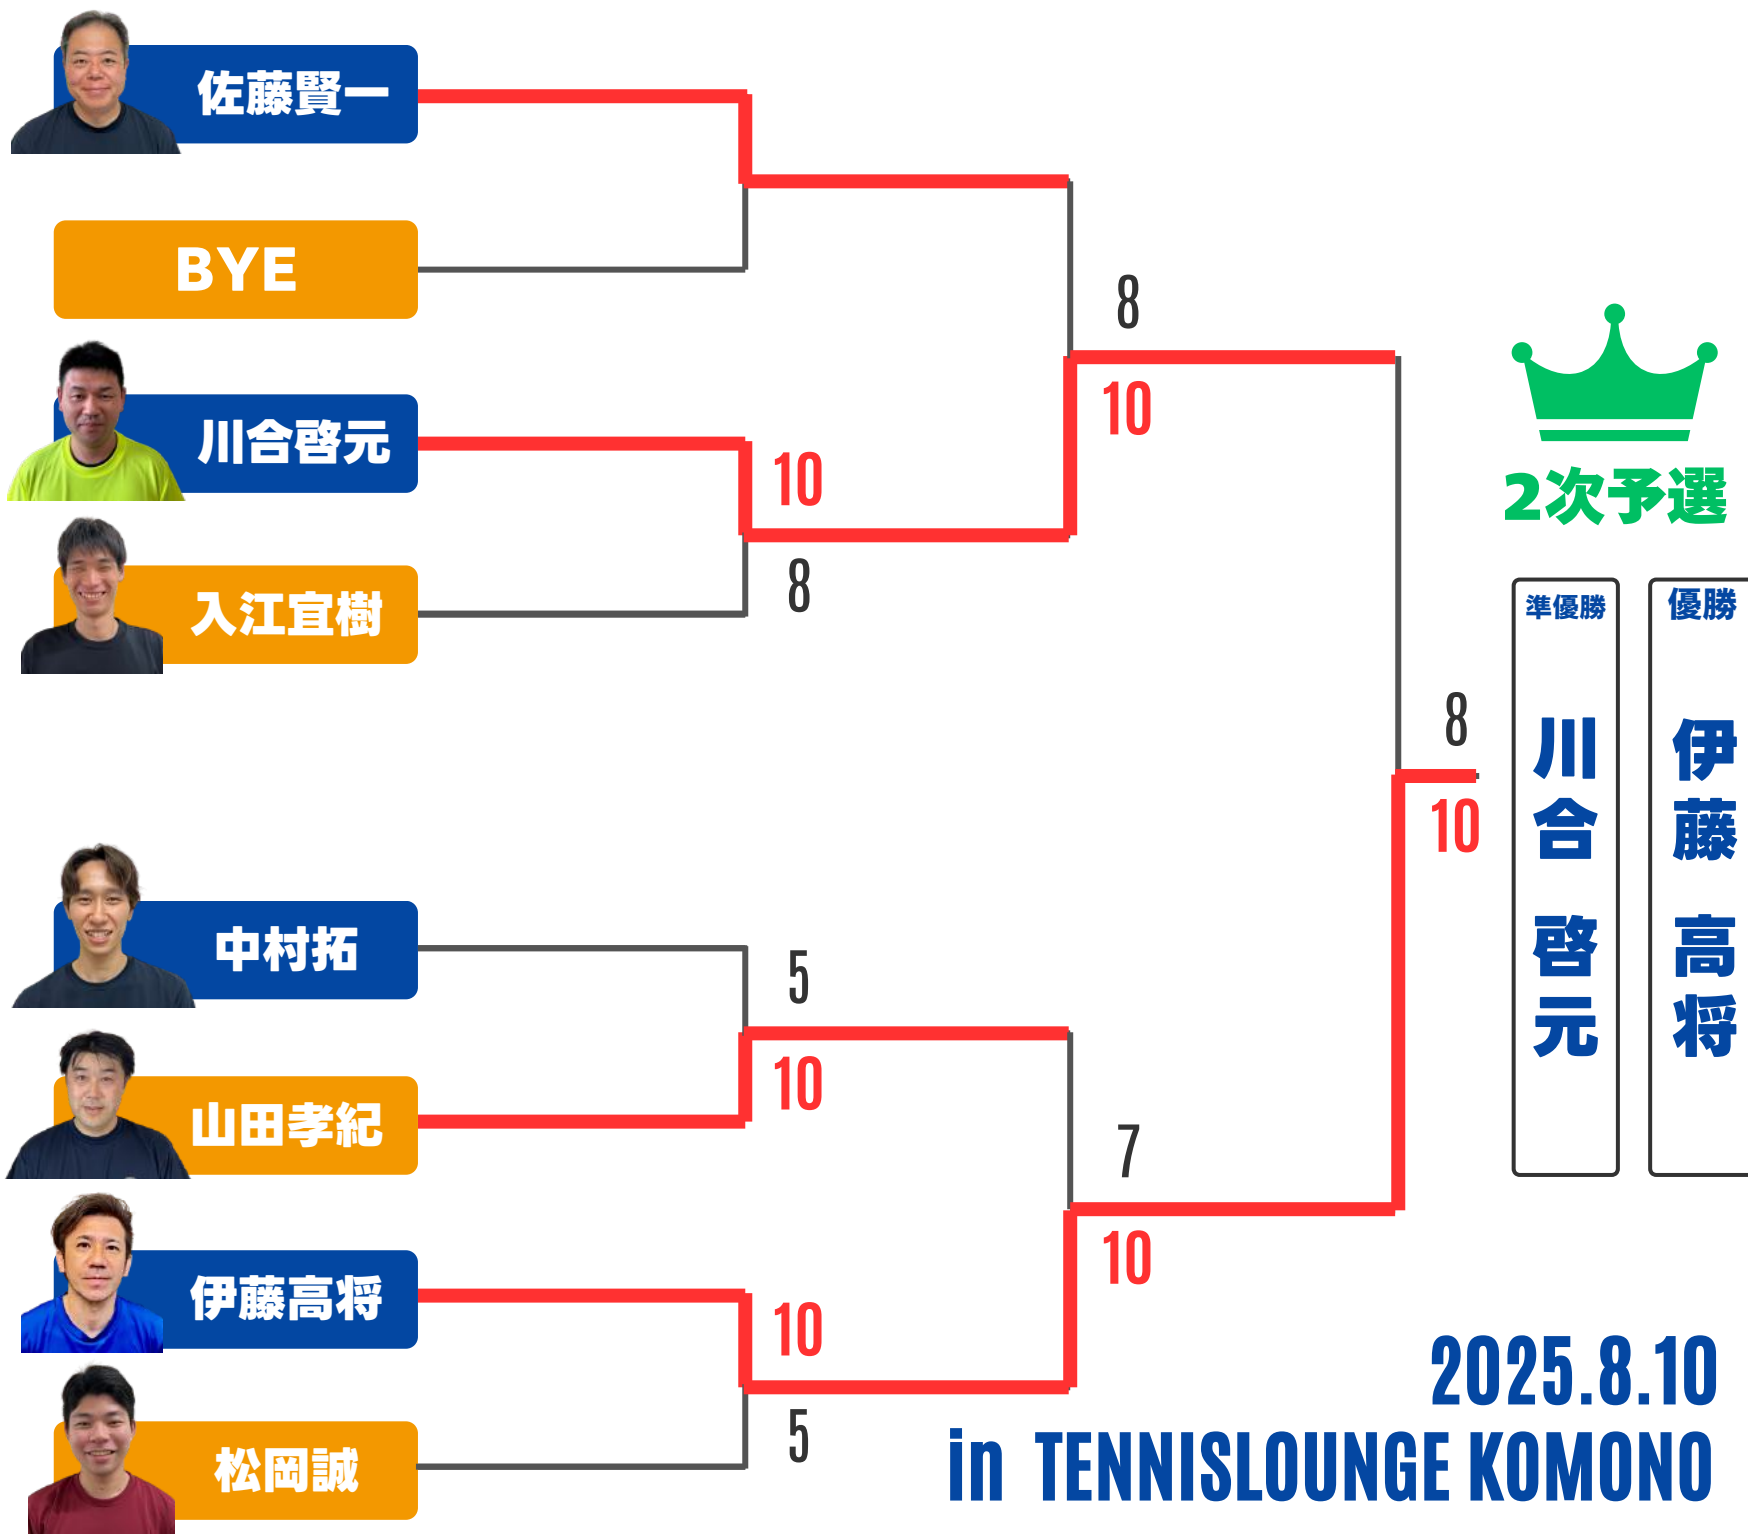 佐藤賢一
BYE
川合啓元
入江宜樹
中村拓
山田孝紀
伊藤高将
松岡誠
10
8
5
10
10
5
8
10
7
10
8
10
2次予選
準優勝
川合 啓元
優勝
伊藤 高将
2025.8.10
in TENNISLOUNGE KOMONO